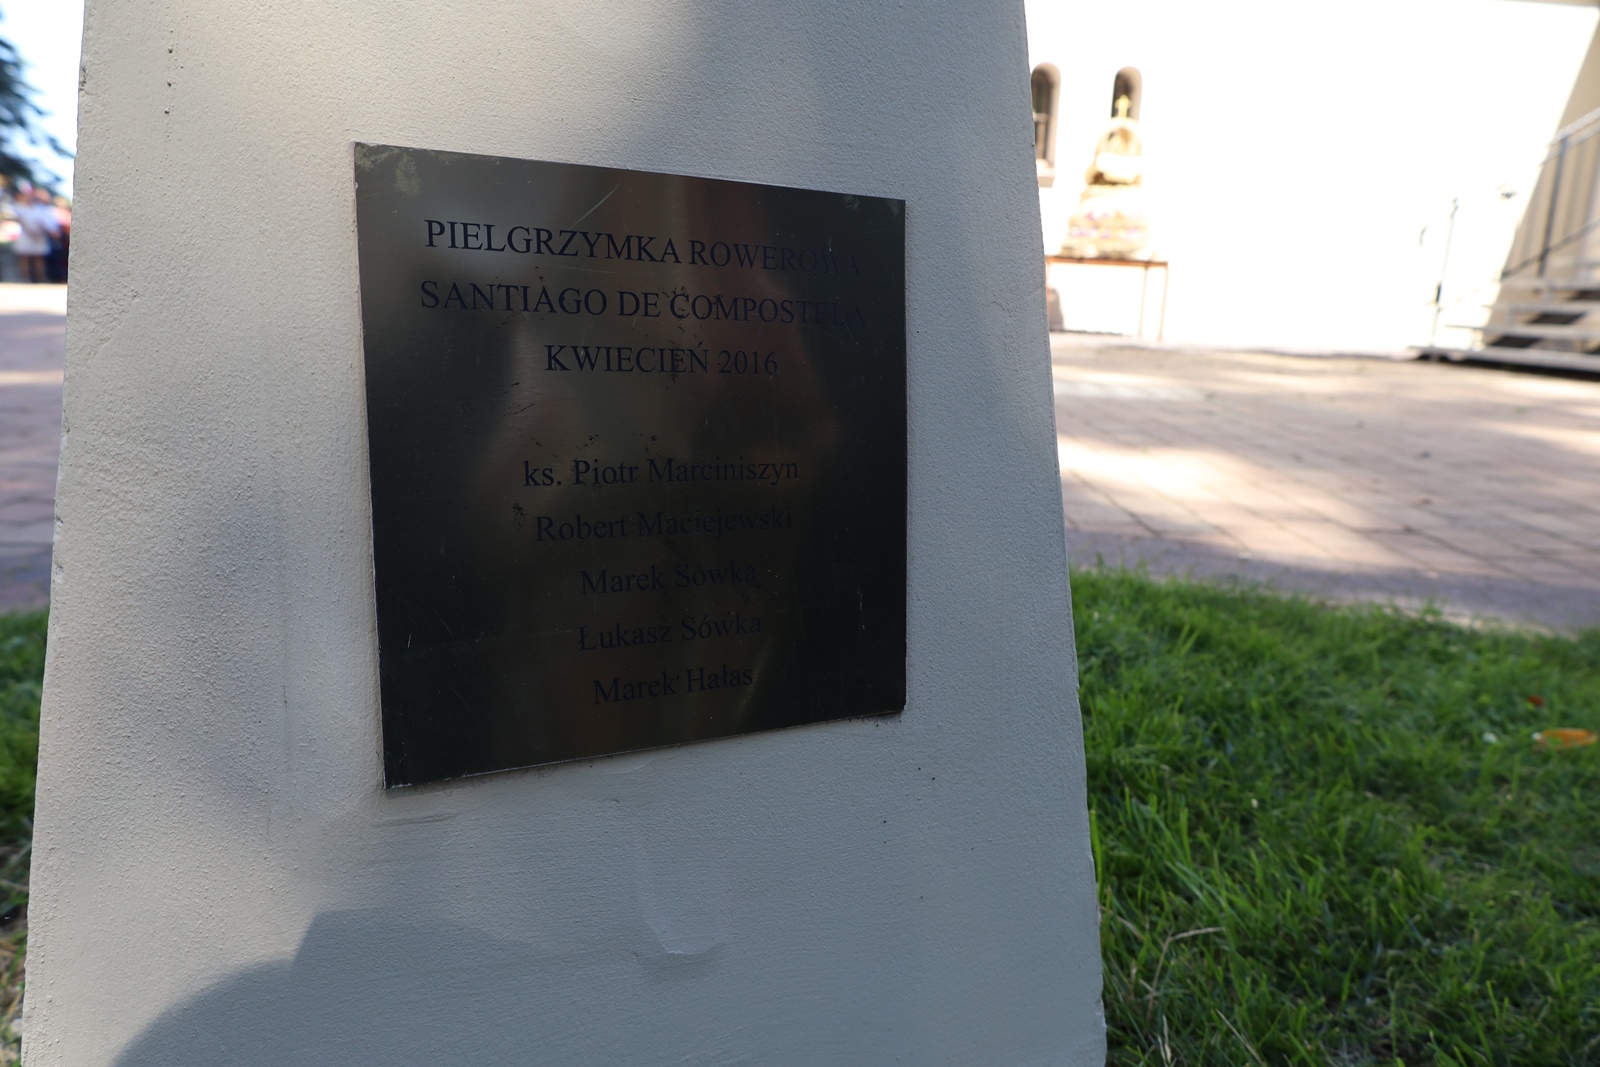 PIELGRZYMKA ROWEROWA
SANTIAGO DE COMPOSTELA
KWIECIEŃ 2016
ks. Piotr Marciniszyn
Robert Maciejewski
Marek Sówka
Łukasz Sówka
Marek Hałas